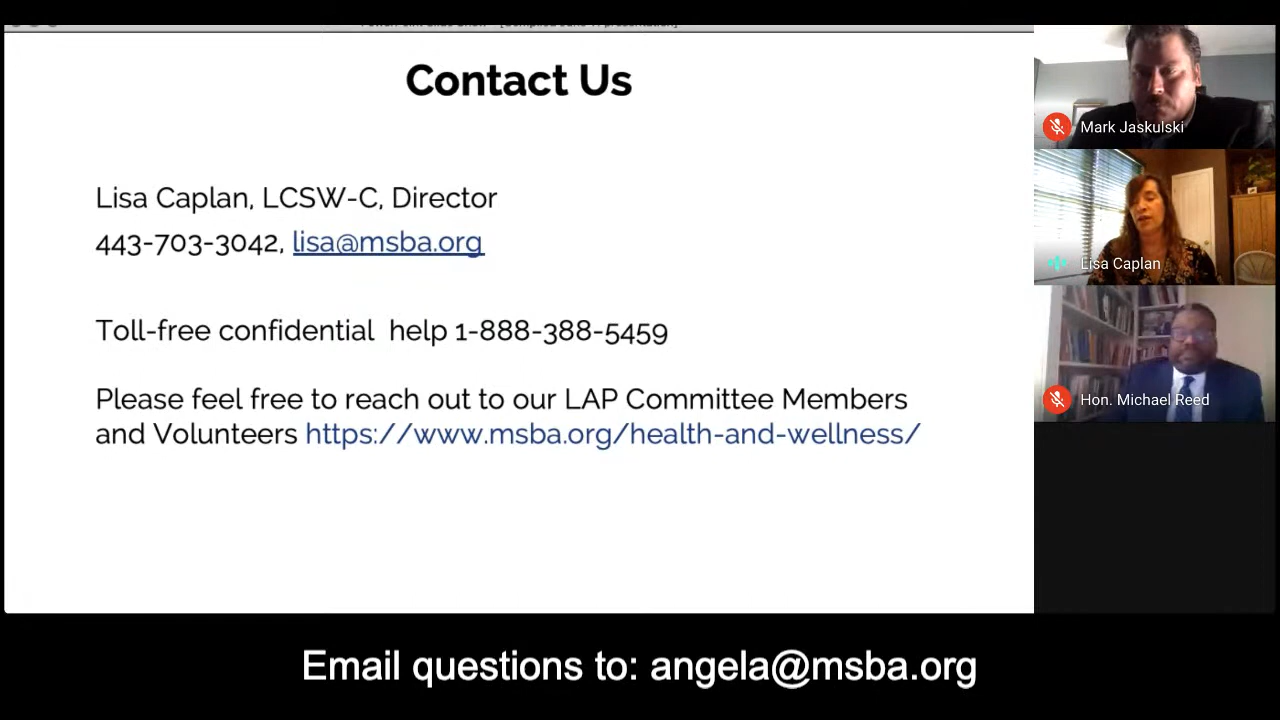 Contact Us
Lisa Caplan, LCSW-C, Director
443-703-3042, lisa@msba.org
Toll-free confidential help 1-888-388-5459
Please feel free to reach out to our LAP Committee Members
and Volunteers https://www.msba.org/health-and-wellness/
Mark Jaskulski
Lisa Caplan
Hon. Michael Reed
Email questions to: angela@msba.org